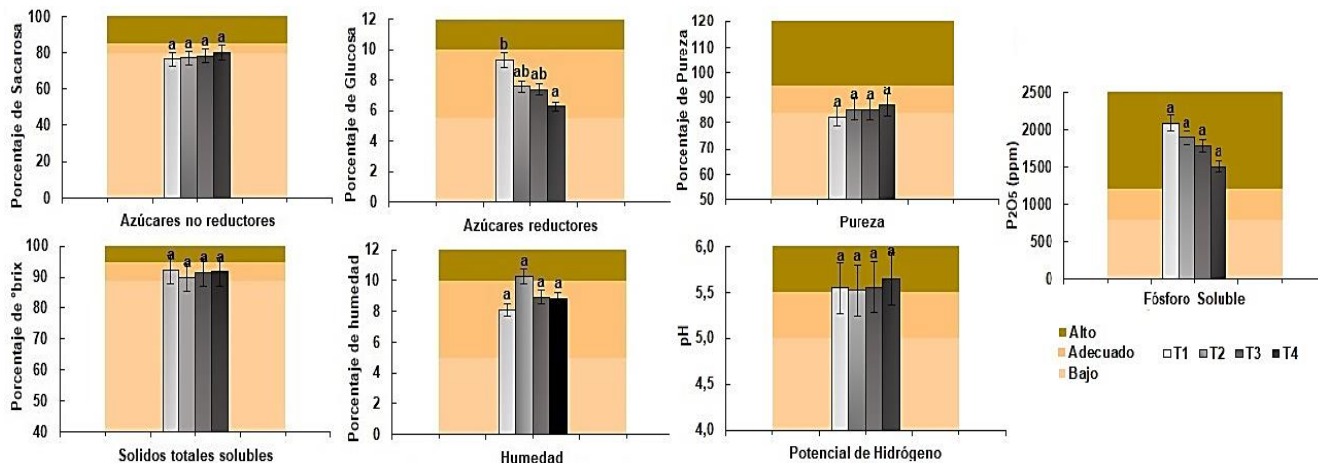 Porcentaje de Sacarosa
100
80
60
40
20
0
a a a a
Azúcares no reductores
Porcentaje de Glucosa
12
10
8
6
4
2
0
b ab ab a
Azúcares reductores
Porcentaje de Pureza
120
110
100
90
80
70
60
50
a a a a
Pureza
P2O5 (ppm)
2500
2000
1500
1000
500
0
a a a a
Fósforo Soluble
Porcentaje de °brix
100
90
80
70
60
50
40
a a a a
Solidos totales solubles
Porcentaje de humedad
12
10
8
6
4
2
0
a a a a
Humedad
pH
6,0
5,5
5,0
4,5
4,0
a a a a
Potencial de Hidrógeno
Alto
Adecuado T1 T2 T3 T4
Bajo